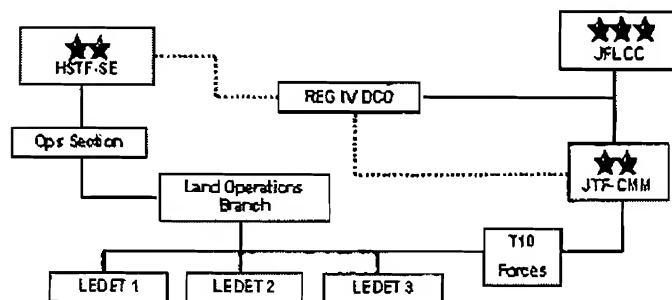 HSTF-SE
JFLCC
REG IV DCO
Ops Section
JTF-CMM
Land Operations
Branch
T10
Forces
LEDET 1
LEDET 2
LEDET 3